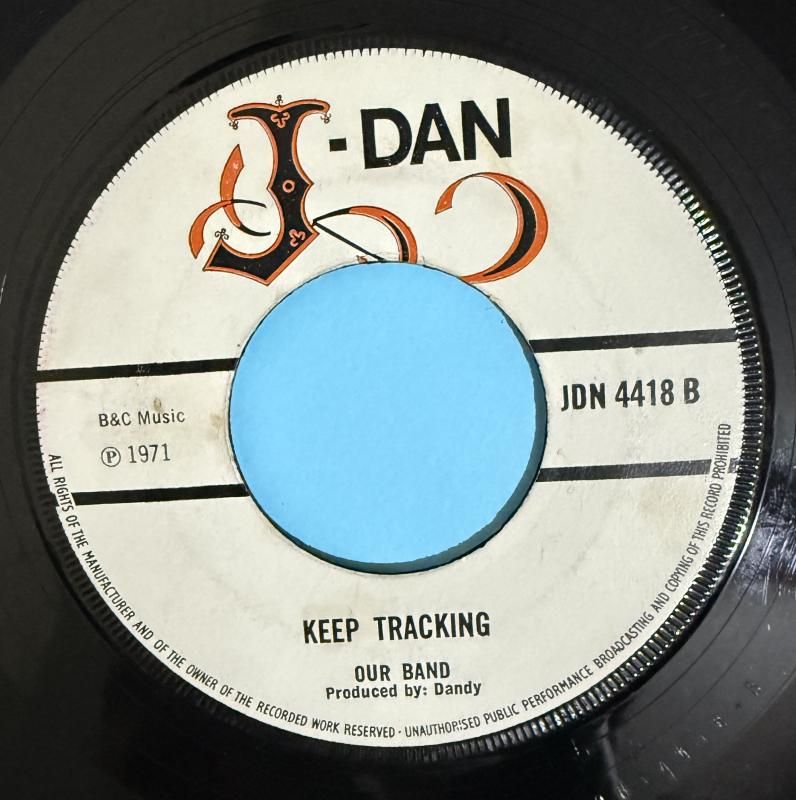 J-DAN
JDN 4418 B
B&C Music
℗ 1971
KEEP TRACKING
OUR BAND
Produced by: Dandy
ALL RIGHTS OF THE MANUFACTURER AND OF THE OWNER OF THE RECORDED WORK RESERVED · UNAUTHORISED PUBLIC PERFORMANCE BROADCASTING AND COPYING OF THIS RECORD PROHIBITED